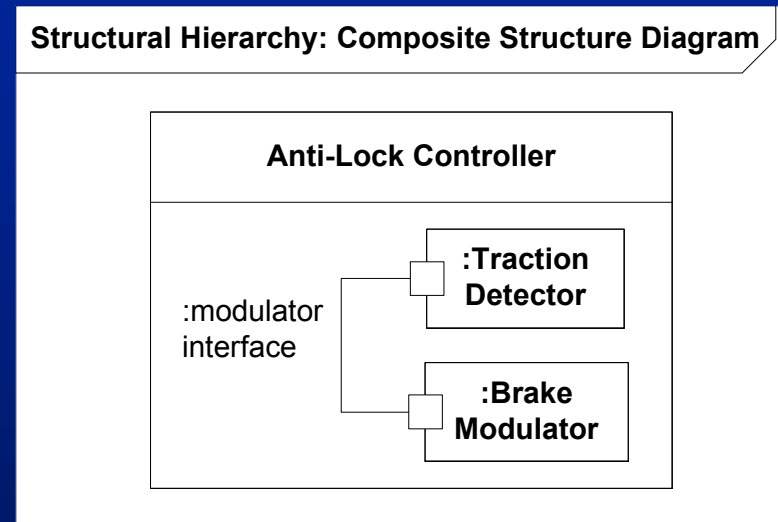 Structural Hierarchy: Composite Structure Diagram
Anti-Lock Controller
:Traction
Detector
:modulator
interface
:Brake
Modulator